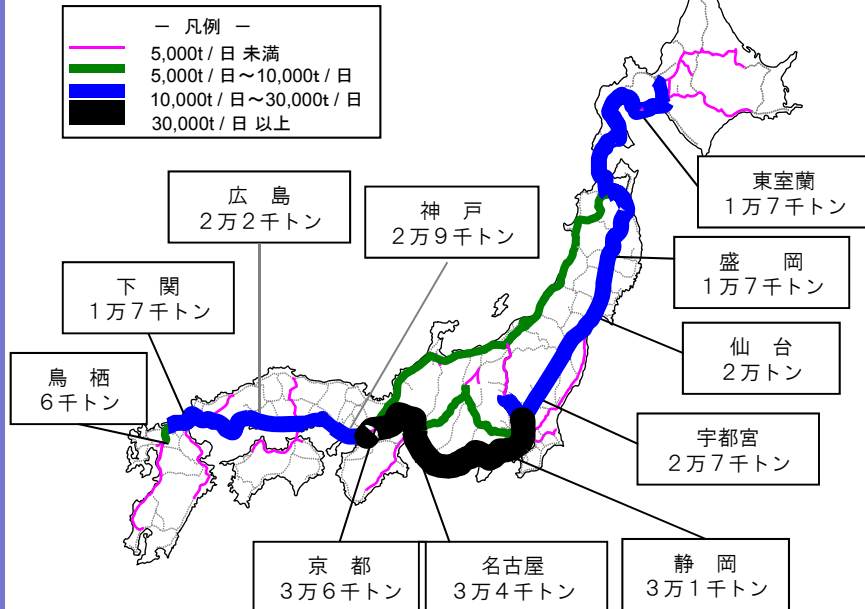 － 凡例 －
5,000t / 日 未満
5,000t / 日～10,000t / 日
10,000t / 日～30,000t / 日
30,000t / 日 以上
東室蘭
１万７千トン
広　島
２万２千トン
神　戸
２万９千トン
盛　岡
１万７千トン
下　関
１万７千トン
仙　台
２万トン
鳥　栖
６千トン
宇都宮
２万７千トン
京　都
３万６千トン
名古屋
３万４千トン
静　岡
３万１千トン